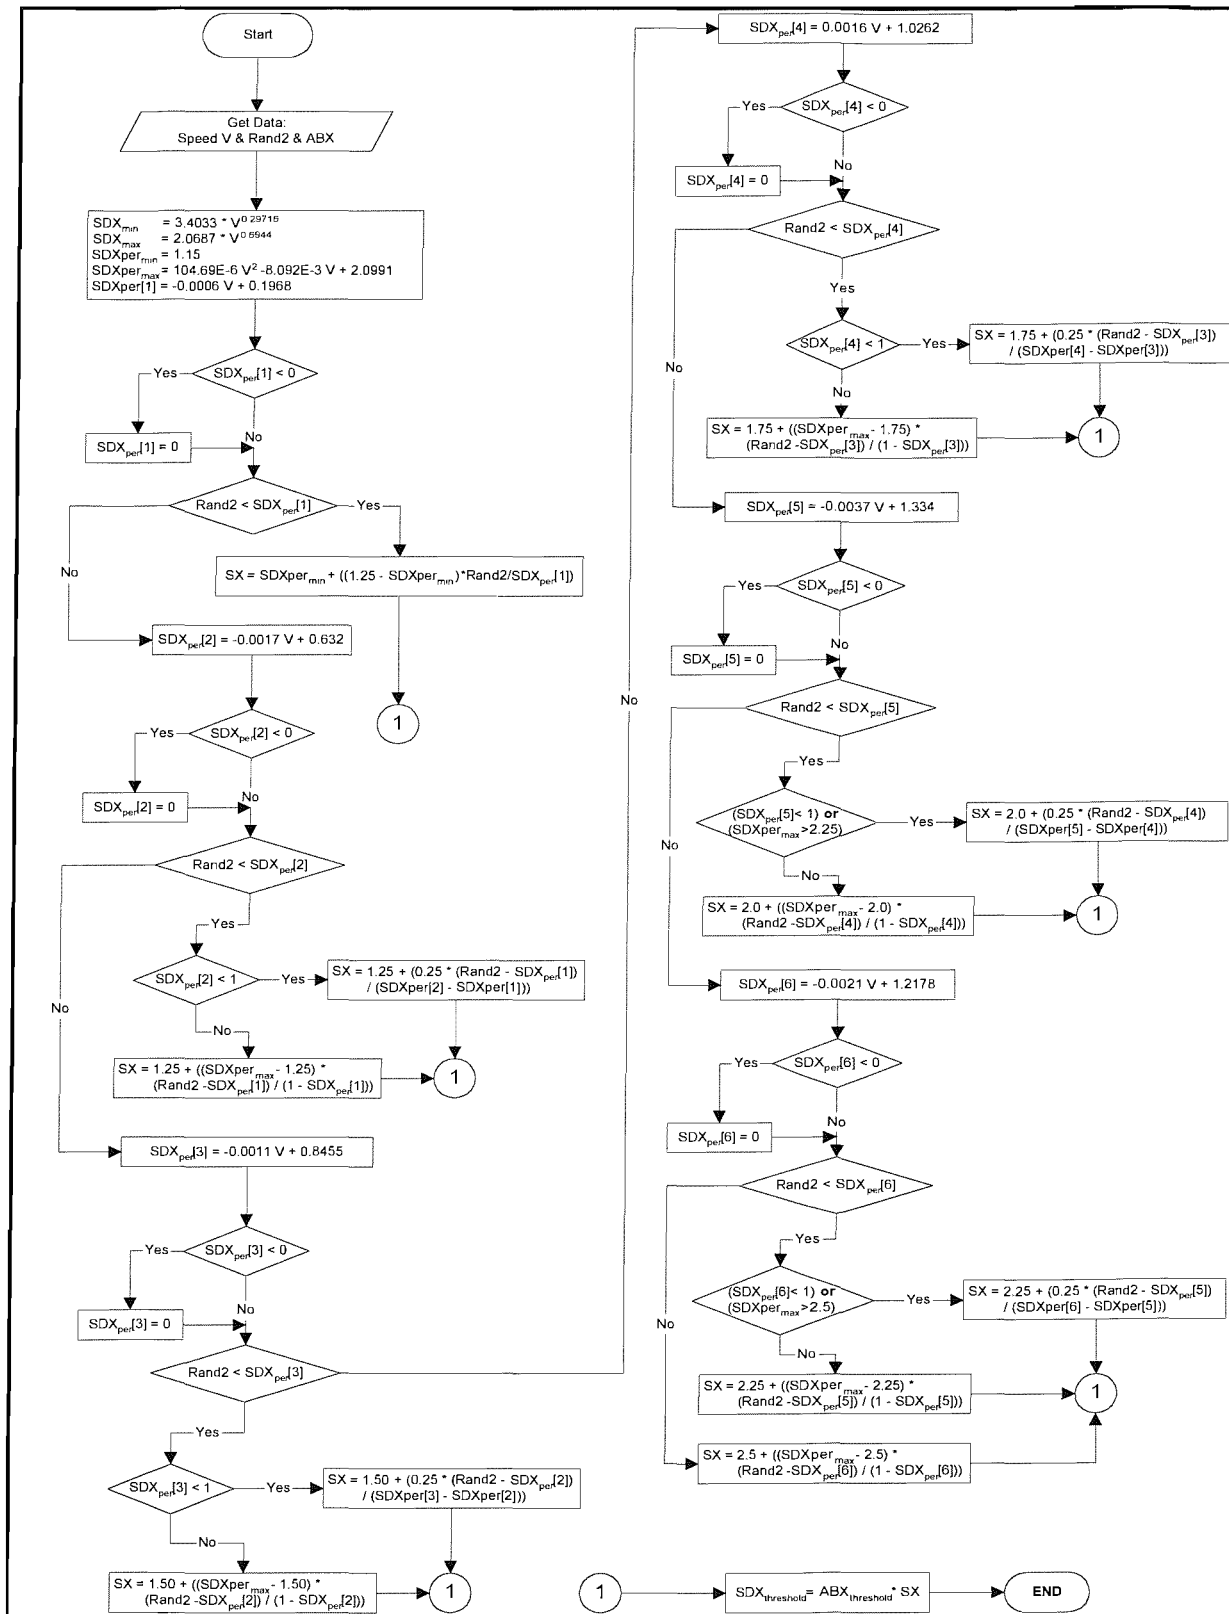 Start
Get Data:
Speed V & Rand2 & ABX
SDXmin = 3.4033 * V^0.29716
SDXmax = 2.0687 * V^0.6944
SDXpermin = 1.15
SDXpermax = 104.69E-6 V² -8.092E-3 V + 2.0991
SDXper[1] = -0.0006 V + 0.1968
SDXper[1] < 0
Yes
No
SDXper[1] = 0
Rand2 < SDXper[1]
Yes
No
SX = SDXpermin + ((1.25 - SDXpermin)*Rand2/SDXper[1])
1
SDXper[2] = -0.0017 V + 0.632
SDXper[2] < 0
Yes
No
SDXper[2] = 0
Rand2 < SDXper[2]
Yes
No
SDXper[2] < 1
Yes
SX = 1.25 + (0.25 * (Rand2 - SDXper[1])
/ (SDXper[2] - SDXper[1]))
No
SX = 1.25 + ((SDXpermax - 1.25) *
(Rand2 -SDXper[1]) / (1 - SDXper[1]))
1
SDXper[3] = -0.0011 V + 0.8455
SDXper[3] < 0
Yes
No
SDXper[3] = 0
Rand2 < SDXper[3]
Yes
No
SDXper[3] < 1
Yes
SX = 1.50 + (0.25 * (Rand2 - SDXper[2])
/ (SDXper[3] - SDXper[2]))
No
SX = 1.50 + ((SDXpermax - 1.50) *
(Rand2 -SDXper[2]) / (1 - SDXper[2]))
1
SDXper[4] = 0.0016 V + 1.0262
SDXper[4] < 0
Yes
No
SDXper[4] = 0
Rand2 < SDXper[4]
Yes
No
SDXper[4] < 1
Yes
SX = 1.75 + (0.25 * (Rand2 - SDXper[3])
/ (SDXper[4] - SDXper[3]))
No
SX = 1.75 + ((SDXpermax - 1.75) *
(Rand2 -SDXper[3]) / (1 - SDXper[3]))
1
SDXper[5] = -0.0037 V + 1.334
SDXper[5] < 0
Yes
No
SDXper[5] = 0
Rand2 < SDXper[5]
Yes
No
(SDXper[5]< 1) or
(SDXpermax >2.25)
Yes
SX = 2.0 + (0.25 * (Rand2 - SDXper[4])
/ (SDXper[5] - SDXper[4]))
No
SX = 2.0 + ((SDXpermax - 2.0) *
(Rand2 -SDXper[4]) / (1 - SDXper[4]))
1
SDXper[6] = -0.0021 V + 1.2178
SDXper[6] < 0
Yes
No
SDXper[6] = 0
Rand2 < SDXper[6]
Yes
No
(SDXper[6]< 1) or
(SDXpermax >2.5)
Yes
SX = 2.25 + (0.25 * (Rand2 - SDXper[5])
/ (SDXper[6] - SDXper[5]))
No
SX = 2.25 + ((SDXpermax - 2.25) *
(Rand2 -SDXper[5]) / (1 - SDXper[5]))
1
SX = 2.5 + ((SDXpermax - 2.5) *
(Rand2 -SDXper[6]) / (1 - SDXper[6]))
1
SDXthreshold = ABXthreshold * SX
END